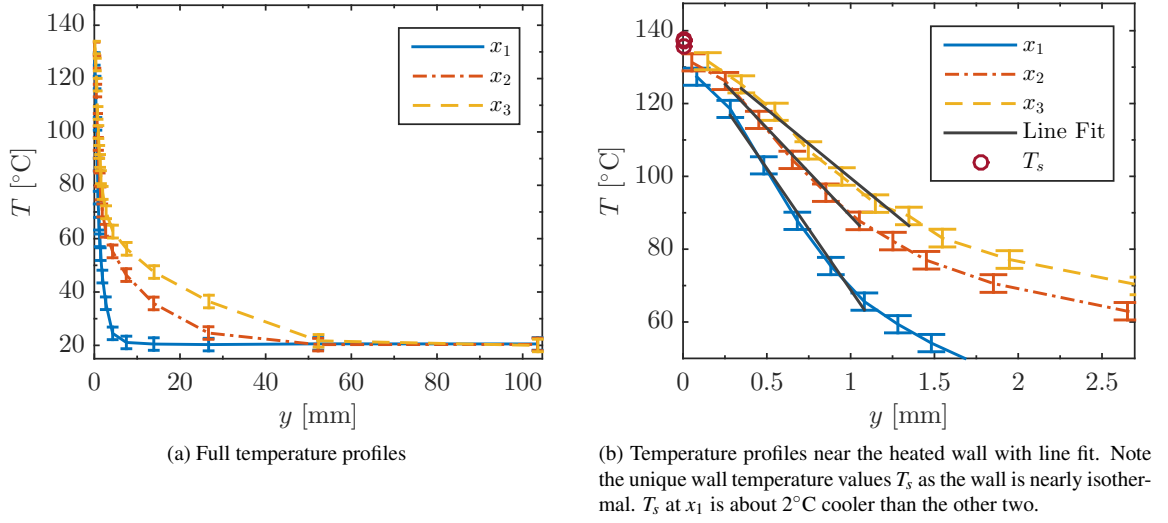 140
120
100
80
60
40
20
0
20
40
60
80
100
T [°C]
y [mm]
x₁
x₂
x₃
(a) Full temperature profiles
140
120
100
80
60
0
0.5
1
1.5
2
2.5
T [°C]
y [mm]
x₁
x₂
x₃
Line Fit
Tₛ
(b) Temperature profiles near the heated wall with line fit. Note
the unique wall temperature values Tₛ as the wall is nearly isother-
mal. Tₛ at x₁ is about 2°C cooler than the other two.